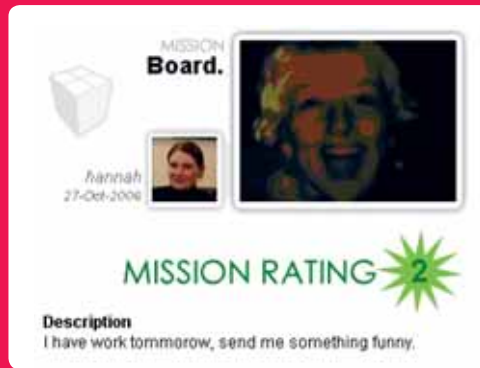 MISSION
Board.
hannah
27-Oct-2006
MISSION RATING 2
Description
I have work tommorow, send me something funny.